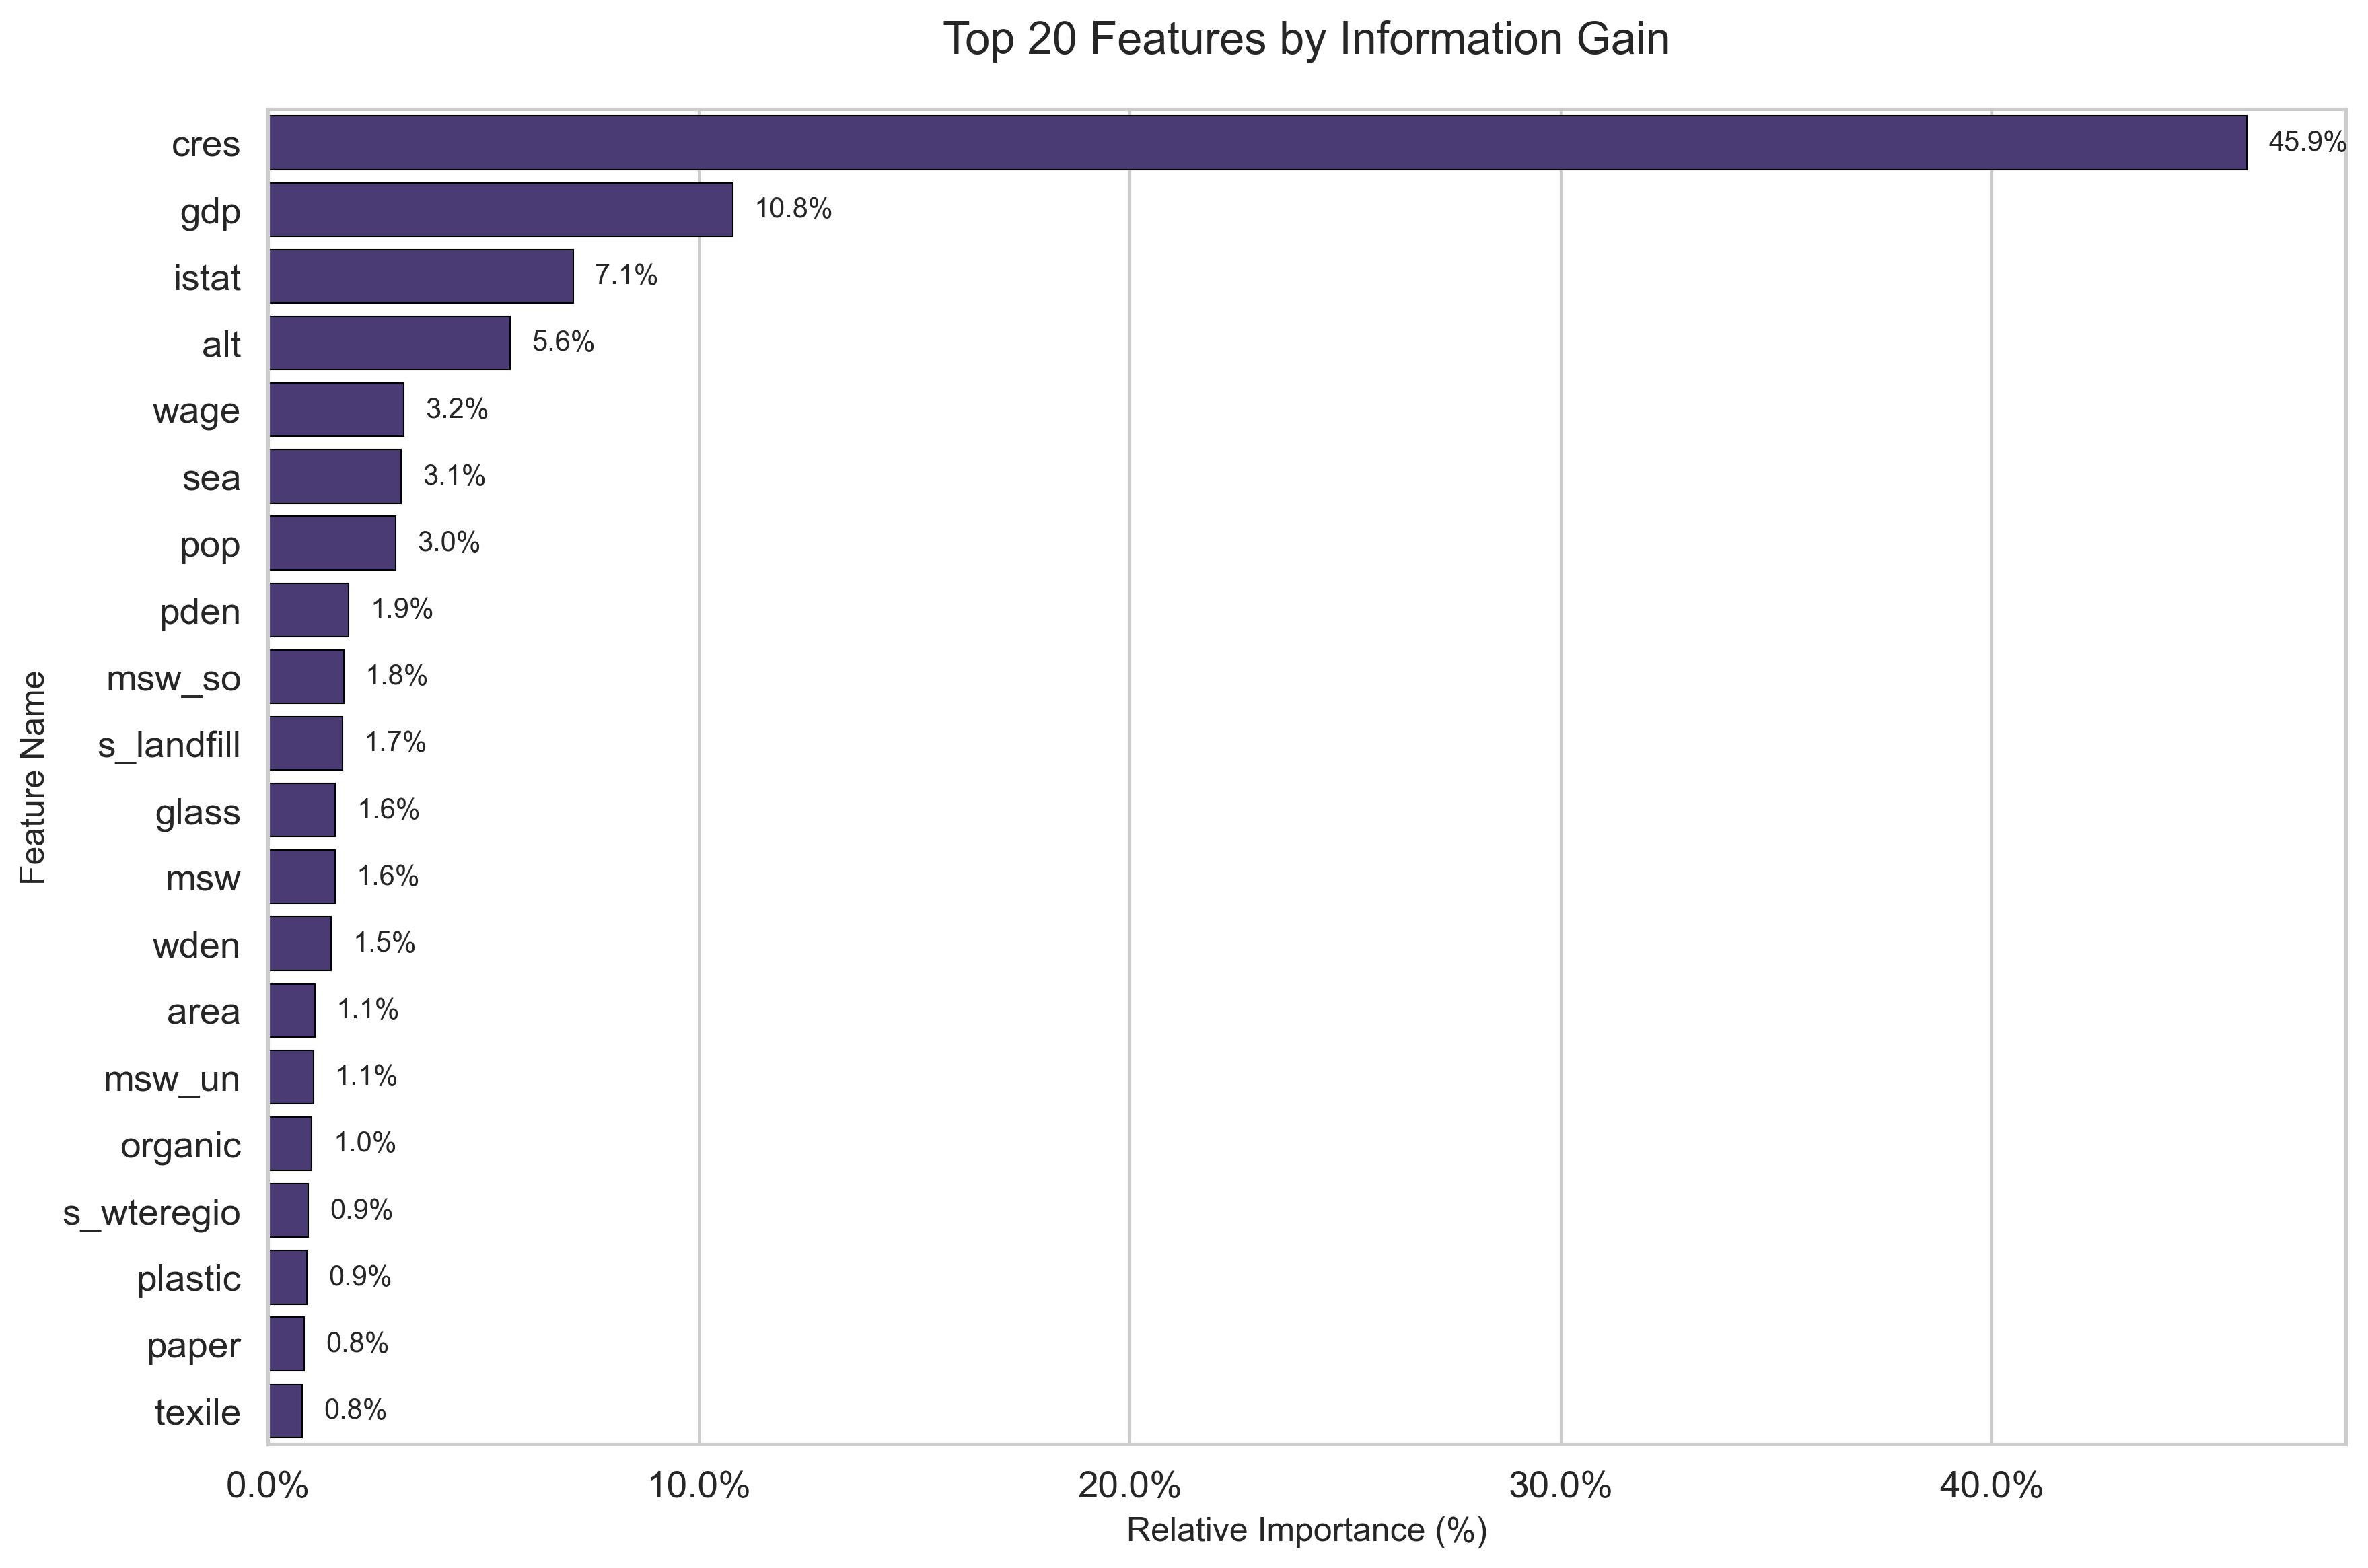 Top 20 Features by Information Gain
cres 45.9%
gdp 10.8%
istat 7.1%
alt 5.6%
wage 3.2%
sea 3.1%
pop 3.0%
pden 1.9%
msw_so 1.8%
s_landfill 1.7%
glass 1.6%
msw 1.6%
wden 1.5%
area 1.1%
msw_un 1.1%
organic 1.0%
s_wteregio 0.9%
plastic 0.9%
paper 0.8%
texile 0.8%
Feature Name
0.0% 10.0% 20.0% 30.0% 40.0%
Relative Importance (%)